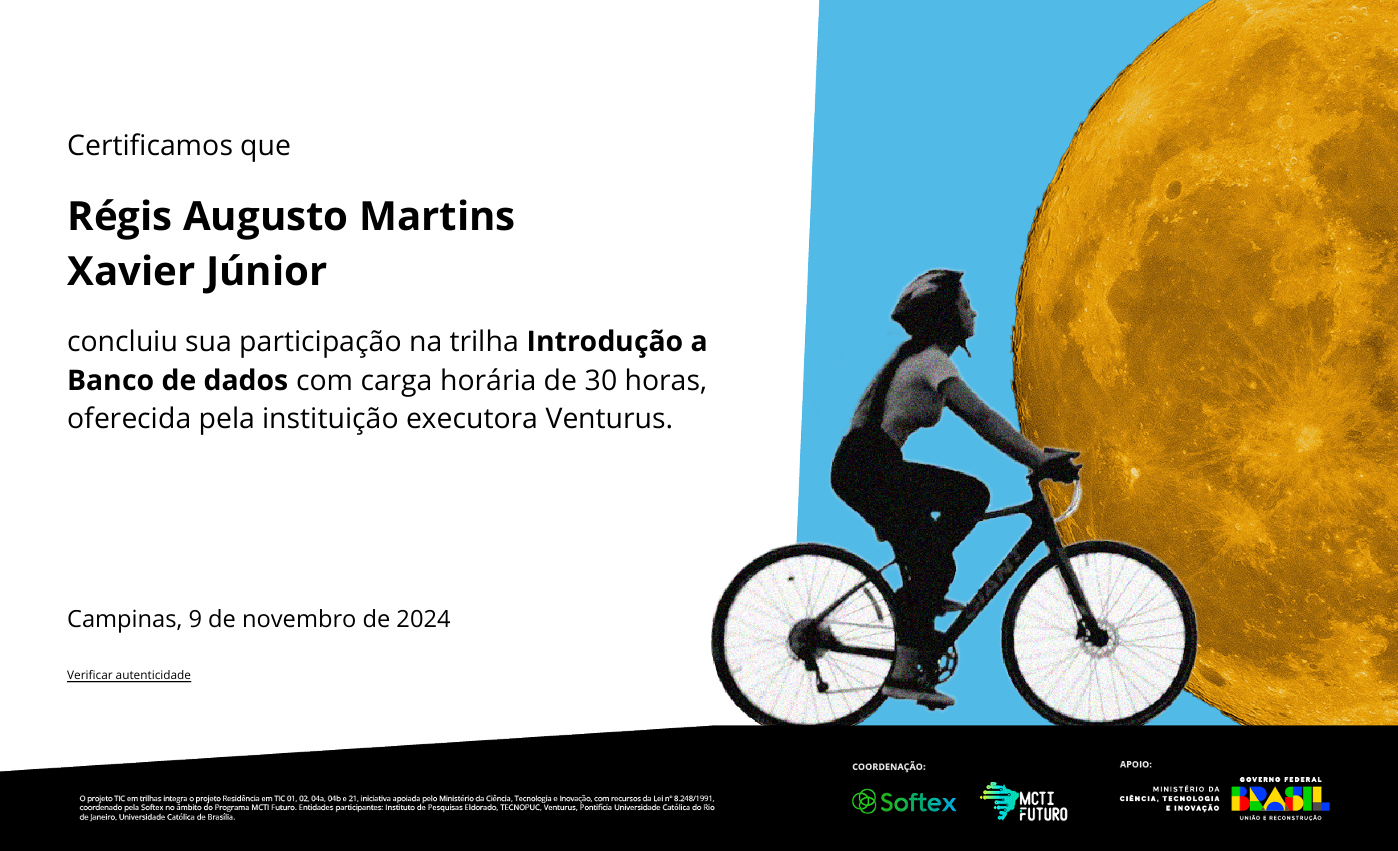 Certificamos que
Régis Augusto Martins
Xavier Júnior
concluiu sua participação na trilha Introdução a
Banco de dados com carga horária de 30 horas,
oferecida pela instituição executora Venturus.
Campinas, 9 de novembro de 2024
Verificar autenticidade
GIANT
O projeto TIC em trilhas integra o projeto Residência em TIC 01, 02, 04a, 04b e 21, iniciativa apoiada pelo Ministério da Ciência, Tecnologia e Inovação, com recursos da Lei nº 8.248/1991,
coordenado pela Softex no âmbito do Programa MCTI Futuro. Entidades participantes: Instituto de Pesquisas Eldorado, TECNOPUC, Venturus, Pontifícia Universidade Católica do Rio
de Janeiro, Universidade Católica de Brasília.
COORDENAÇÃO:
Softex
MCTI
FUTURO
APOIO:
MINISTÉRIO DA
CIÊNCIA, TECNOLOGIA
E INOVAÇÃO
GOVERNO FEDERAL
BRASIL
UNIÃO E RECONSTRUÇÃO